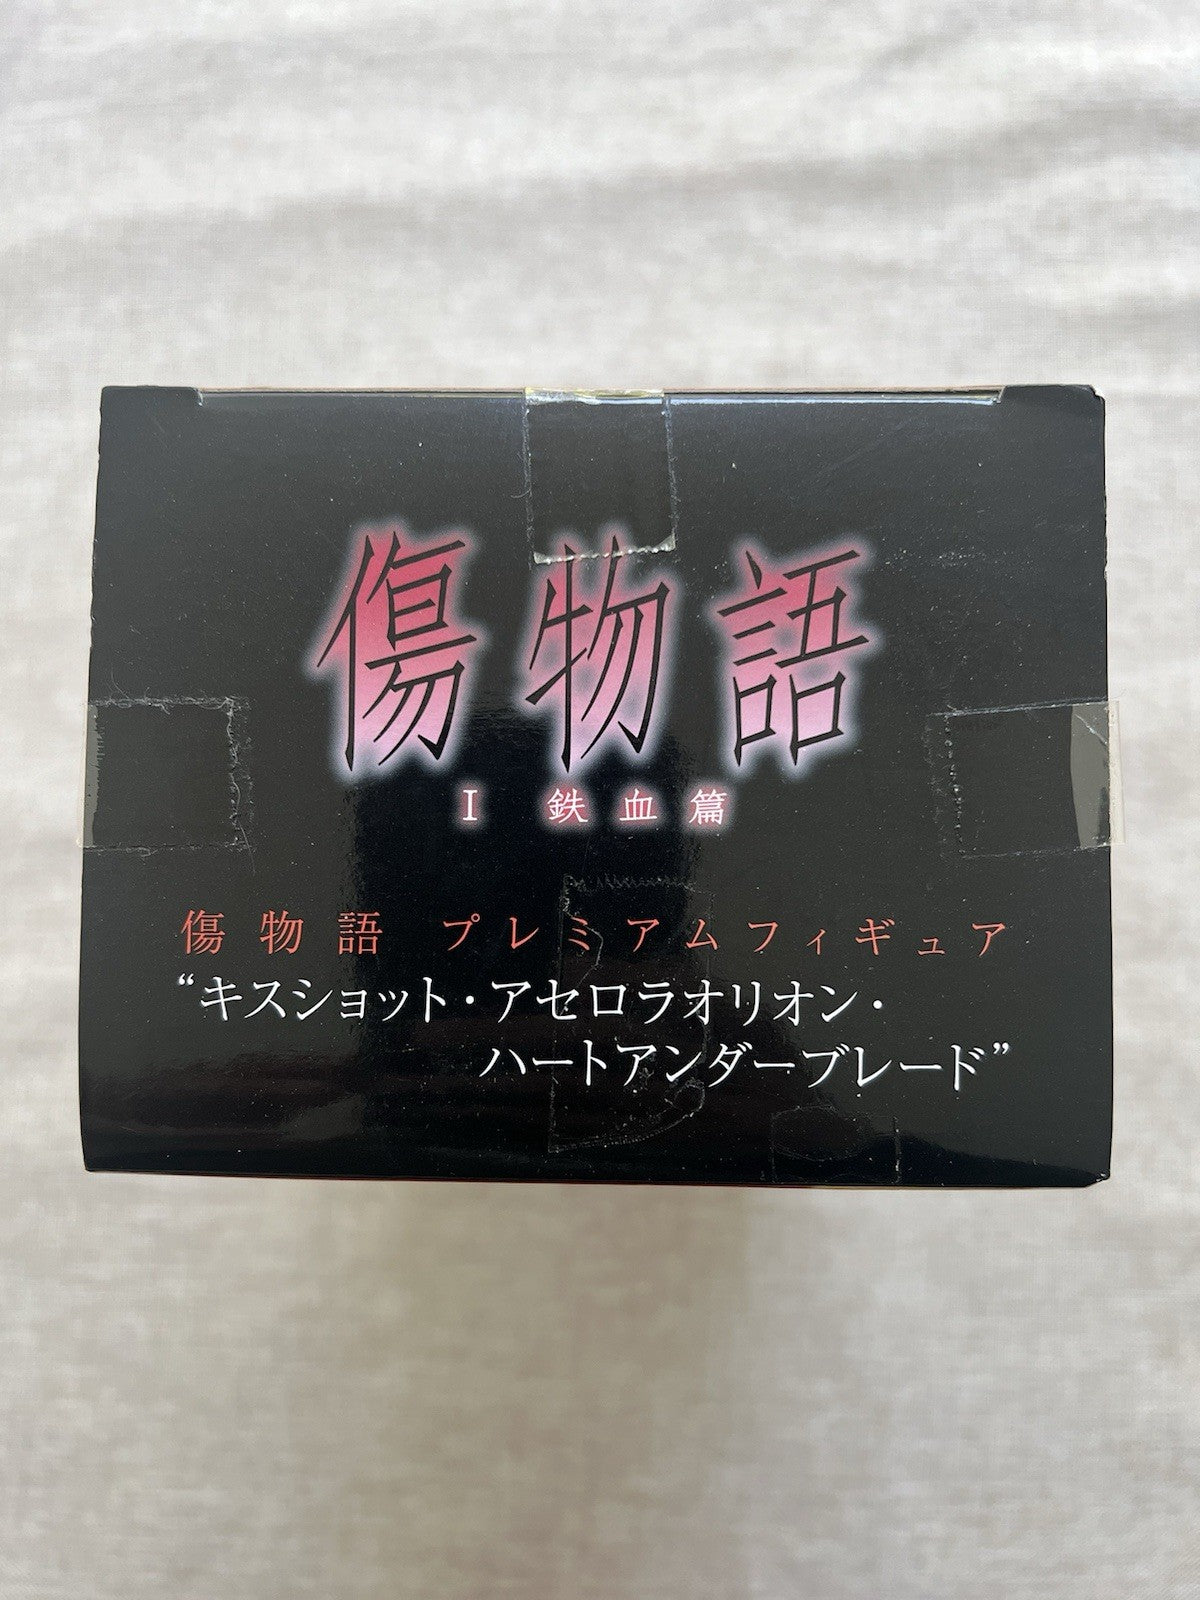 傷物語
I 鉄血篇
傷物語 プレミアムフィギュア
“キスショット・アセロラオリオン・
ハートアンダーブレード”